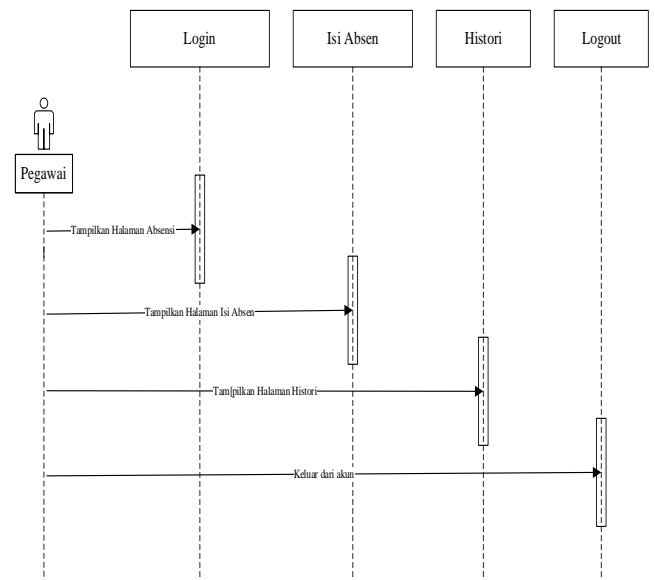 Login
Isi Absen
Histori
Logout
Pegawai
Tampilkan Halaman Absensi
Tampilkan Halaman Isi Absen
Tam[pilkan Halaman Histori
Keluar dari akun